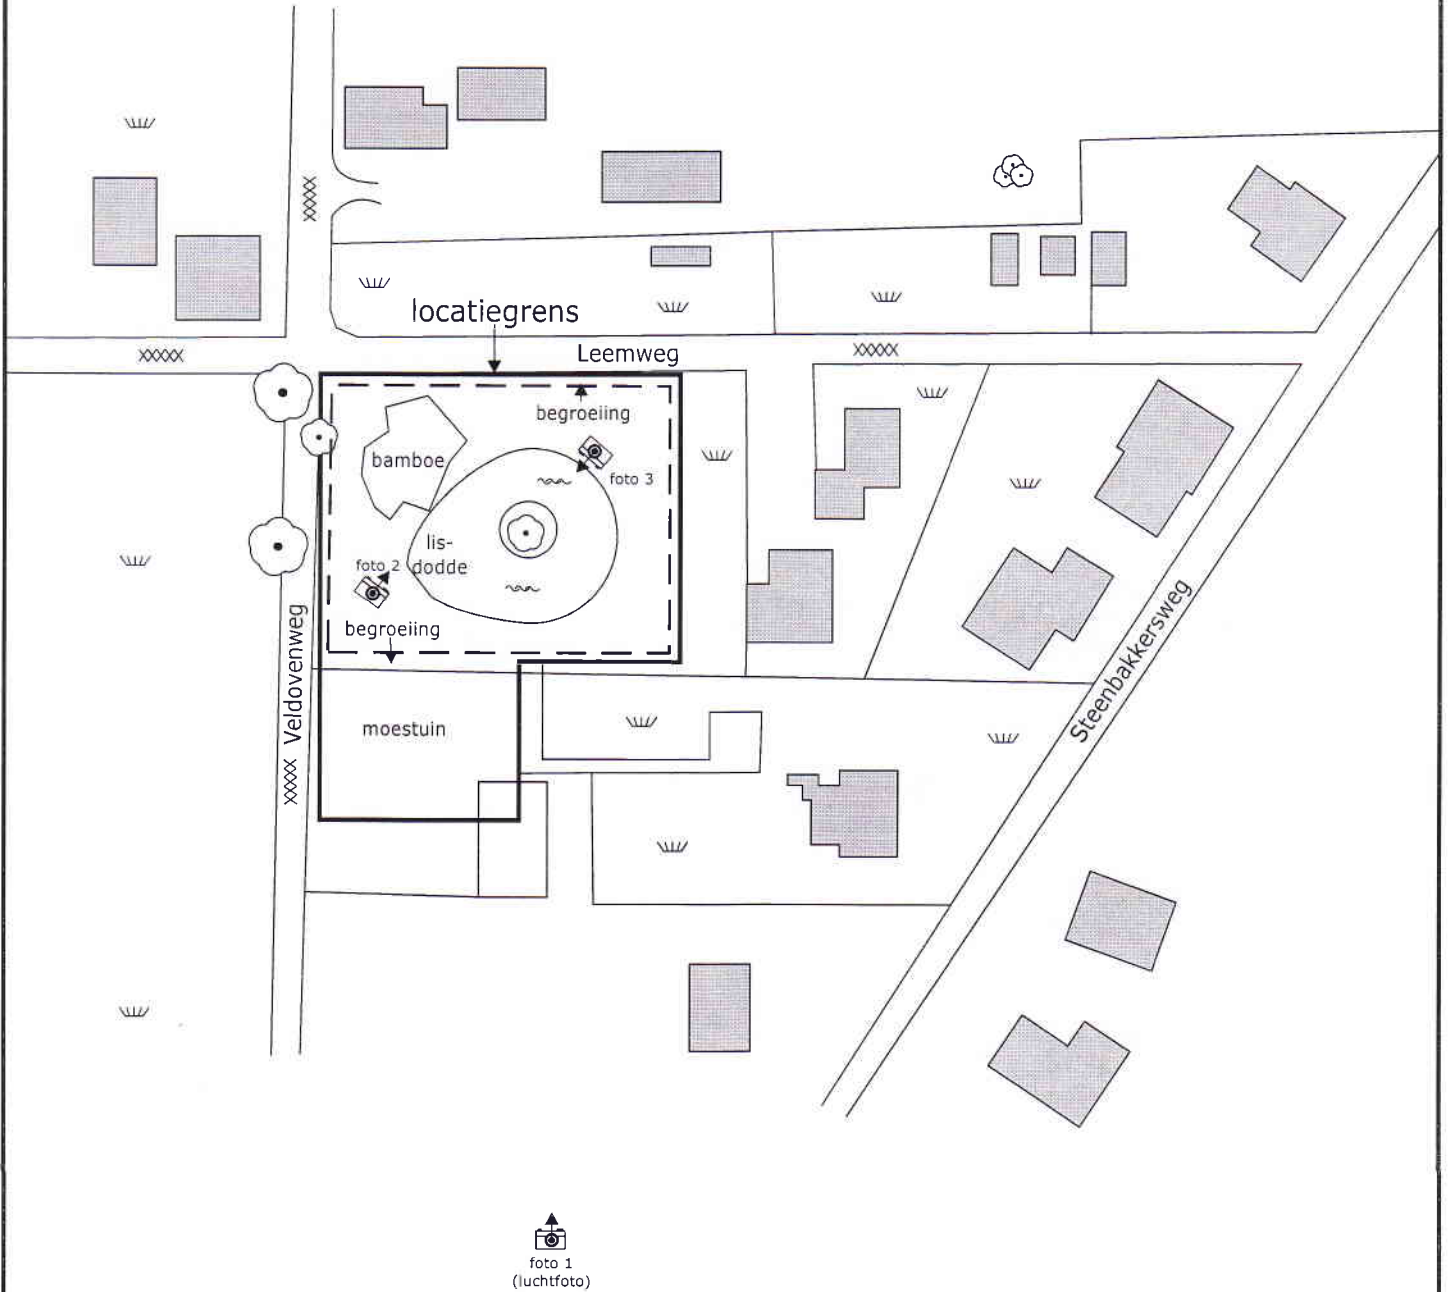 locatiegrens
Leemweg
begroeiing
bamboe
foto 3
lis-
dodde
foto 2
begroeiing
Veldovenweg
Steenbakkersweg
moestuin
foto 1
(luchtfoto)